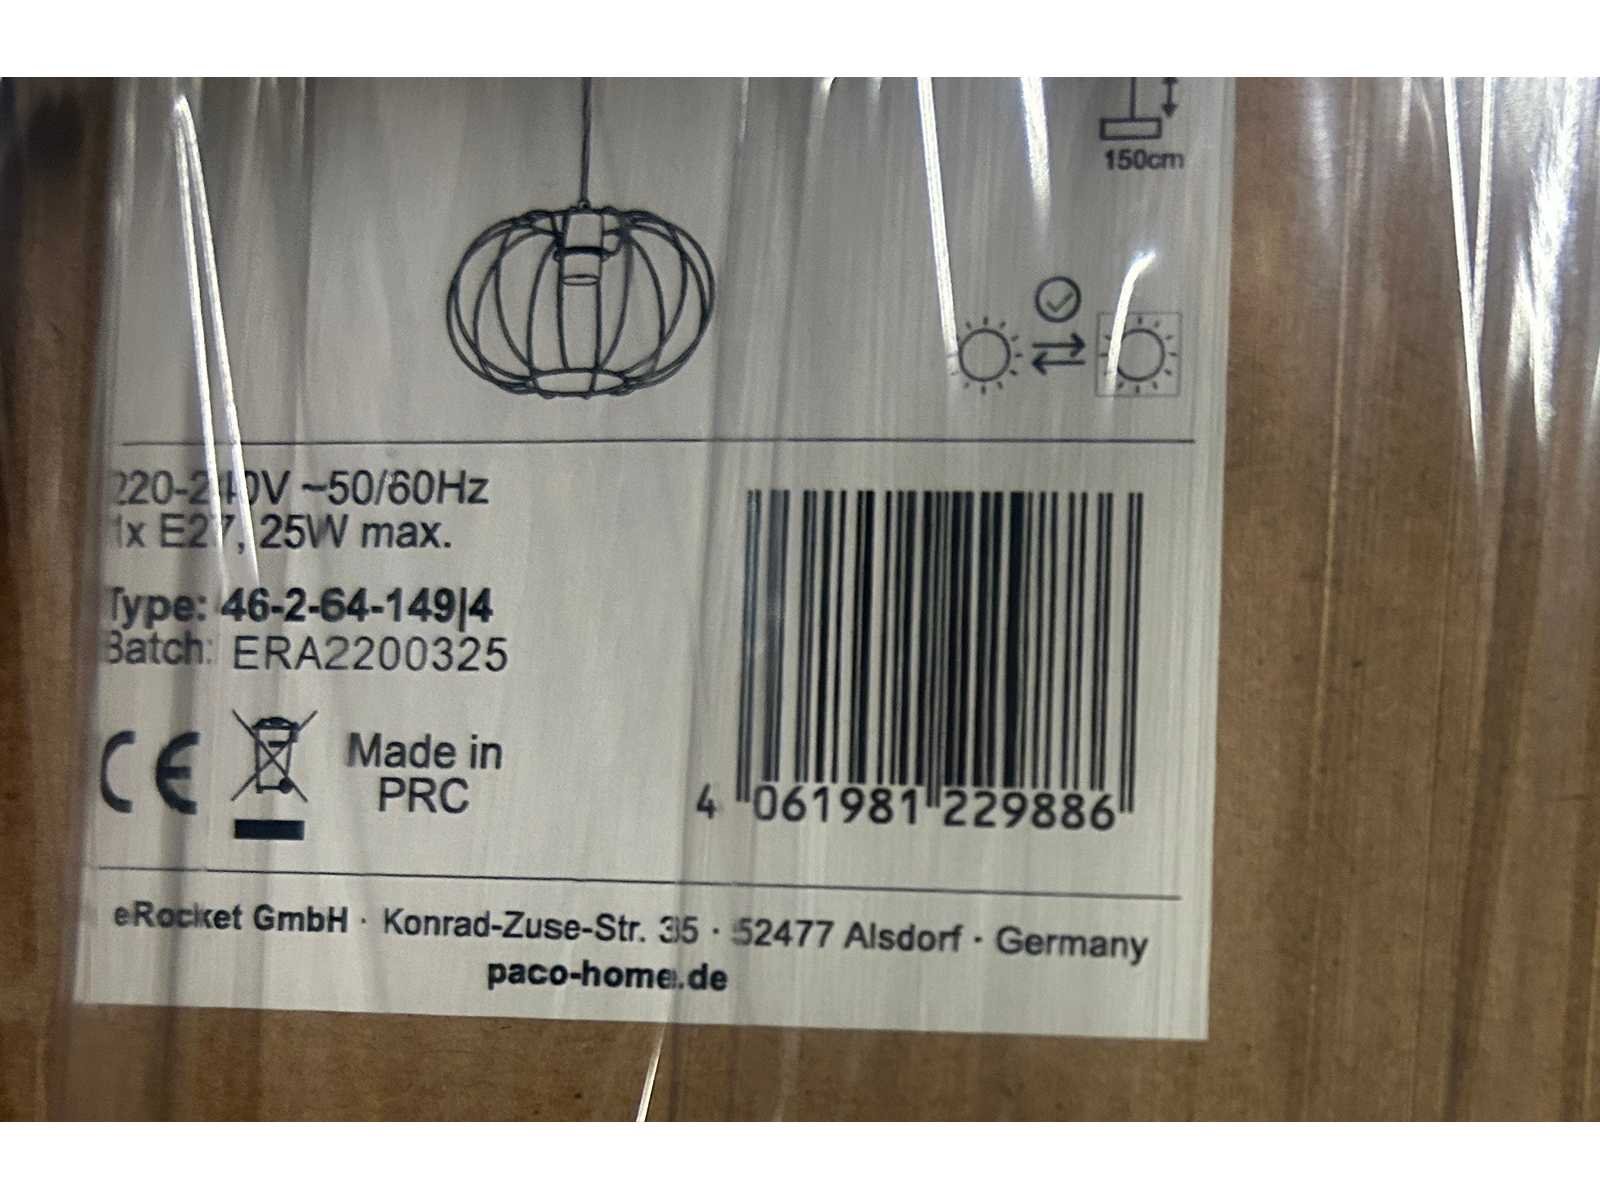 150cm
220-240V ~50/60Hz
1x E27, 25W max.
Type: 46-2-64-149|4
Batch: ERA2200325
CE
Made in
PRC
4 061981 229886
eRocket GmbH · Konrad-Zuse-Str. 35 · 52477 Alsdorf · Germany
paco-home.de